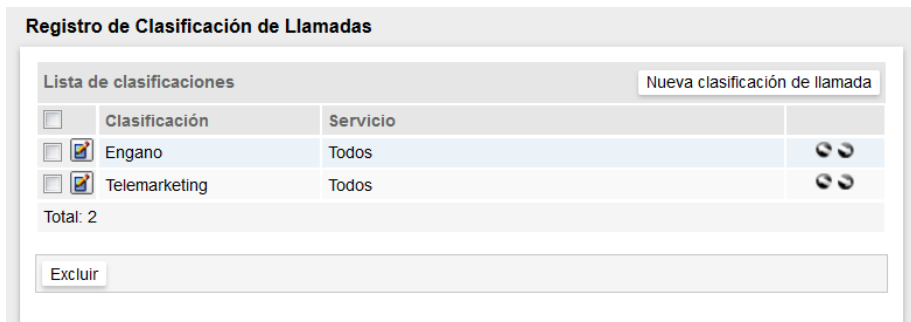 Registro de Clasificación de Llamadas
Lista de clasificaciones Nueva clasificación de llamada
Clasificación Servicio
Engano Todos
Telemarketing Todos
Total: 2
Excluir